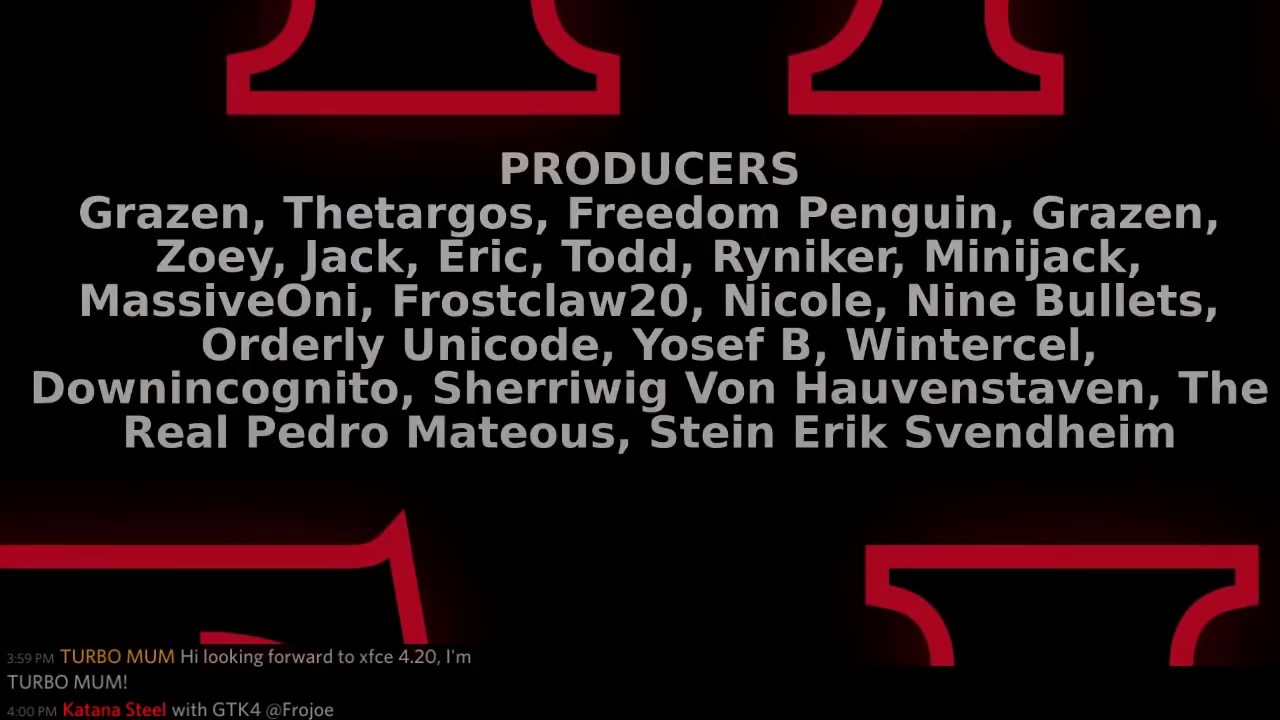 PRODUCERS
Grazen, Thetargos, Freedom Penguin, Grazen,
Zoey, Jack, Eric, Todd, Ryniker, Minijack,
MassiveOni, Frostclaw20, Nicole, Nine Bullets,
Orderly Unicode, Yosef B, Wintercel,
Downincognito, Sherriwig Von Hauvenstaven, The
Real Pedro Mateous, Stein Erik Svendheim
3:59 PM TURBO MUM Hi looking forward to xfce 4.20, I'm
TURBO MUM!
4:00 PM Katana Steel with GTK4 @Frojoe